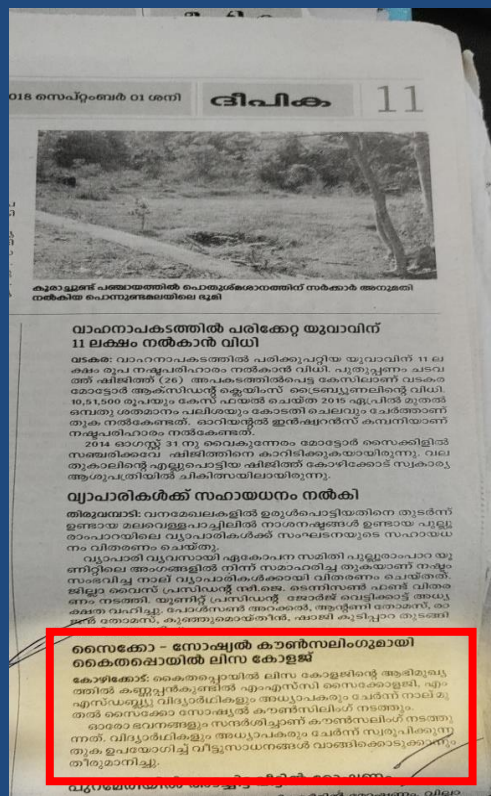 018 സെപ്റ്റംബർ 01 ശനി
ദീപിക
11
കൂരാച്ചുണ്ട് പഞ്ചായത്തിൽ പൊതുശ്മശാനത്തിന് സർക്കാർ അനുമതി
നൽകിയ പൊന്നുണ്ടമലയിലെ ഭൂമി
വാഹനാപകടത്തിൽ പരിക്കേറ്റ യുവാവിന്
11 ലക്ഷം നൽകാൻ വിധി
വടകര: വാഹനാപകടത്തിൽ പരിക്കുപറ്റിയ യുവാവിന് 11 ല
ക്ഷം രൂപ നഷ്ടപരിഹാരം നൽകാൻ വിധി. പുതുപ്പണം ചടവ
ത്ത് ഷിജിത്ത് (26) അപകടത്തിൽപെട്ട കേസിലാണ് വടകര
മോട്ടോർ ആക്സിഡന്റ് ക്ലെയിംസ് ട്രൈബ്യൂണലിന്റെ വിധി.
10,51,500 രൂപയും കേസ് ഫയൽ ചെയ്ത 2015 ഏപ്രിൽ മുതൽ
ഒമ്പതു ശതമാനം പലിശയും കോടതി ചെലവും ചേർത്താണ്
തുക നൽകേണ്ടത്. ഓറിയന്റൽ ഇൻഷ്വറൻസ് കമ്പനിയാണ്
നഷ്ടപരിഹാരം നൽകേണ്ടത്.
2014 ഓഗസ്റ്റ് 31 നു വൈകുന്നേരം മോട്ടോർ സൈക്കിളിൽ
സഞ്ചരിക്കവേ ഷിജിത്തിനെ കാറിടിക്കുകയായിരുന്നു. വല
തുകാലിന്റെ എല്ലുപൊട്ടിയ ഷിജിത്ത് കോഴിക്കോട് സ്വകാര്യ
ആശുപത്രിയിൽ ചികിത്സയിലായിരുന്നു.
വ്യാപാരികൾക്ക് സഹായധനം നൽകി
തിരുവമ്പാടി: വനമേഖലകളിൽ ഉരുൾപൊട്ടിയതിനെ തുടർന്ന്
ഉണ്ടായ മലവെള്ളപാച്ചിലിൽ നാശനഷ്ടങ്ങൾ ഉണ്ടായ പുല്ലൂ
രാംപാറയിലെ വ്യാപാരികൾക്ക് സംഘടനയുടെ സഹായധ
നം വിതരണം ചെയ്തു.
വ്യാപാരി വ്യവസായി ഏകോപന സമിതി പുല്ലൂരാംപാറ യൂ
ണിറ്റിലെ അംഗങ്ങളിൽ നിന്ന് സമാഹരിച്ച തുകയാണ് നഷ്ടം
സംഭവിച്ച നാല് വ്യാപാരികൾക്കായി വിതരണം ചെയ്തത്.
ജില്ലാ വൈസ് പ്രസിഡന്റ് സി.ജെ. ടെന്നിസൺ ഫണ്ട് വിതര
ണം നടത്തി. യൂണിറ്റ് പ്രസിഡന്റ് ജോർജ് വെട്ടിക്കാട്ട് അധ്യ
ക്ഷത വഹിച്ചു. പോൾസൺ അറക്കൽ, ആന്റണി തോമസ്, രാ
ജൻ തോമസ്, കുഞ്ഞുമൊയ്തീൻ, ഷാജി കുടിപ്പാറ തുടങ്ങി
സൈക്കോ – സോഷ്യൽ കൗൺസലിംഗുമായി
കൈതപ്പൊയിൽ ലിസ കോളജ്
കോഴിക്കോട്: കൈതപ്പൊയിൽ ലിസ കോളജിന്റെ ആഭിമുഖ്യ
ത്തിൽ കണ്ണപ്പൻകുണ്ടിൽ എംഎസ്‌സി സൈക്കോളജി, എം
എസ്ഡബ്ല്യു വിദ്യാർഥികളും അധ്യാപകരും ചേർന്ന് നാല് മു
തൽ സൈക്കോ സോഷ്യൽ കൗൺസിലിംഗ് നടത്തും.
ഓരോ ഭവനങ്ങളും സന്ദർശിച്ചാണ് കൗൺസലിംഗ് നടത്തു
ന്നത്. വിദ്യാർഥികളും അധ്യാപകരും ചേർന്ന് സ്വരൂപിക്കുന്ന
തുക ഉപയോഗിച്ച് വീട്ടുസാധനങ്ങൾ വാങ്ങിക്കൊടുക്കാനും
തീരുമാനിച്ചു.